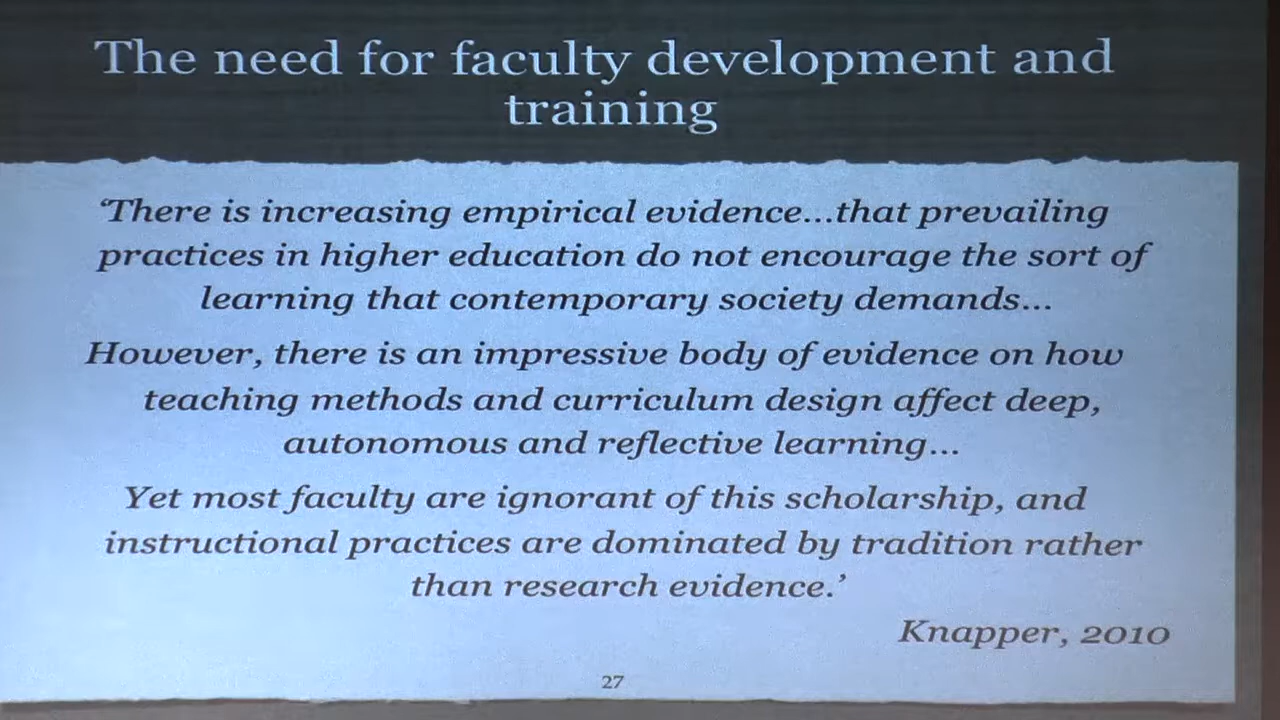 The need for faculty development and
training
‘There is increasing empirical evidence...that prevailing
practices in higher education do not encourage the sort of
learning that contemporary society demands...
However, there is an impressive body of evidence on how
teaching methods and curriculum design affect deep,
autonomous and reflective learning...
Yet most faculty are ignorant of this scholarship, and
instructional practices are dominated by tradition rather
than research evidence.’
Knapper, 2010
27